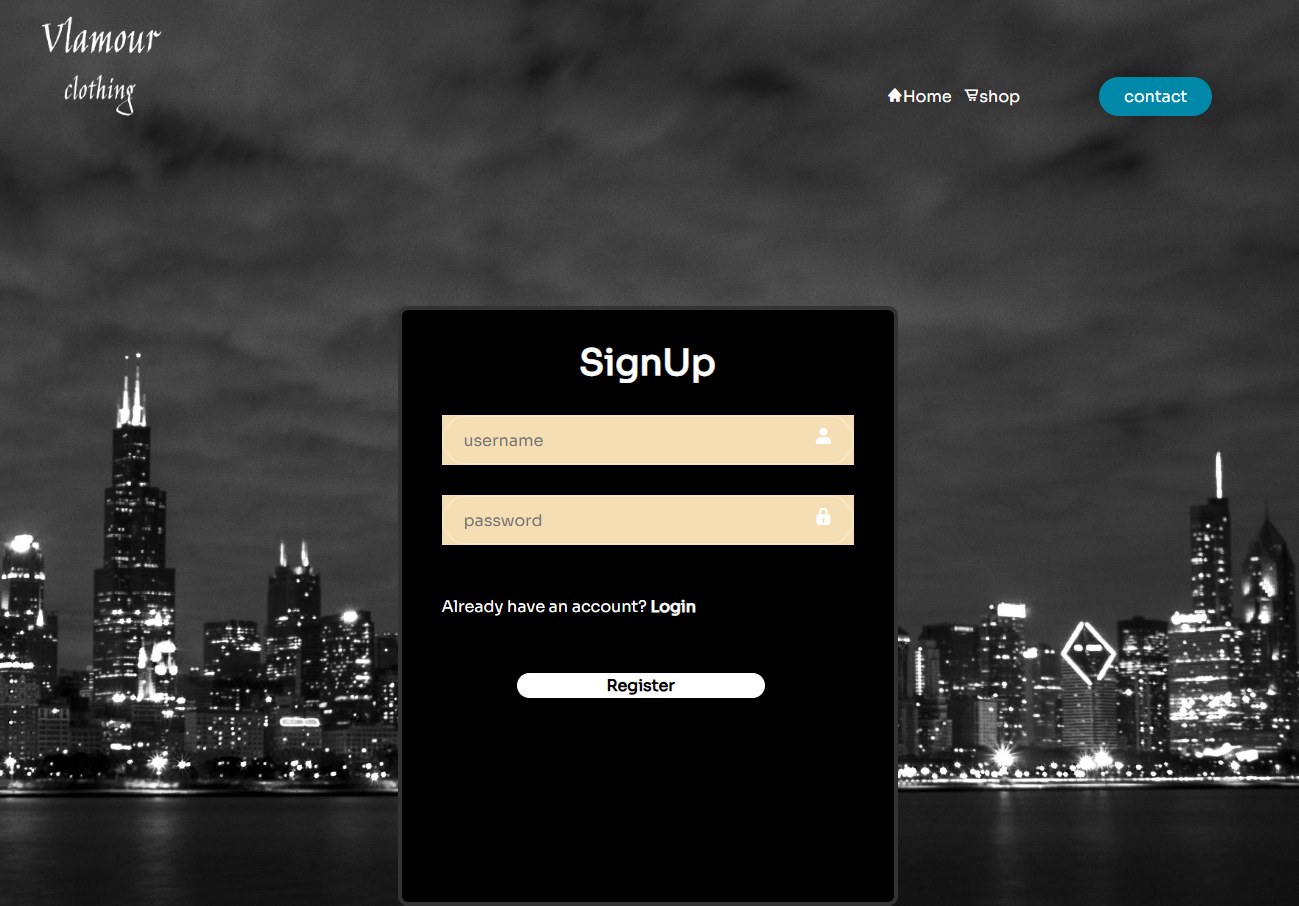 Vlamour
clothing
Home shop contact
SignUp
username
password
Already have an account? Login
Register